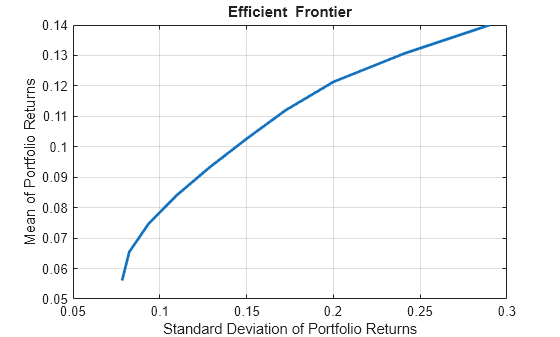 Efficient Frontier
0.14
0.13
0.12
0.11
0.1
0.09
0.08
0.07
0.06
0.05
Mean of Portfolio Returns
0.05 0.1 0.15 0.2 0.25 0.3
Standard Deviation of Portfolio Returns